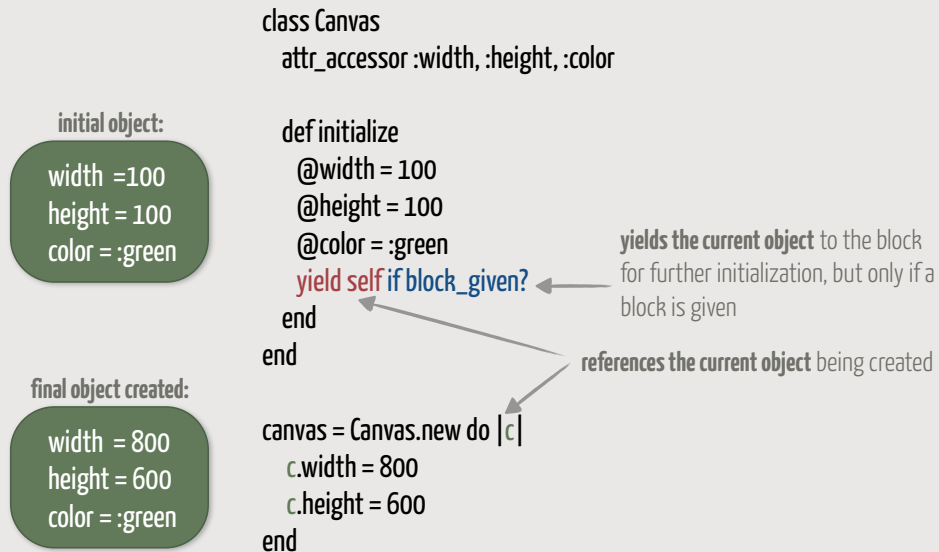 class Canvas
attr_accessor :width, :height, :color
initial object:
width =100
height = 100
color = :green
def initialize
@width = 100
@height = 100
@color = :green
yield self if block_given?
end
end
yields the current object to the block
for further initialization, but only if a
block is given
references the current object being created
final object created:
width = 800
height = 600
color = :green
canvas = Canvas.new do |c|
c.width = 800
c.height = 600
end